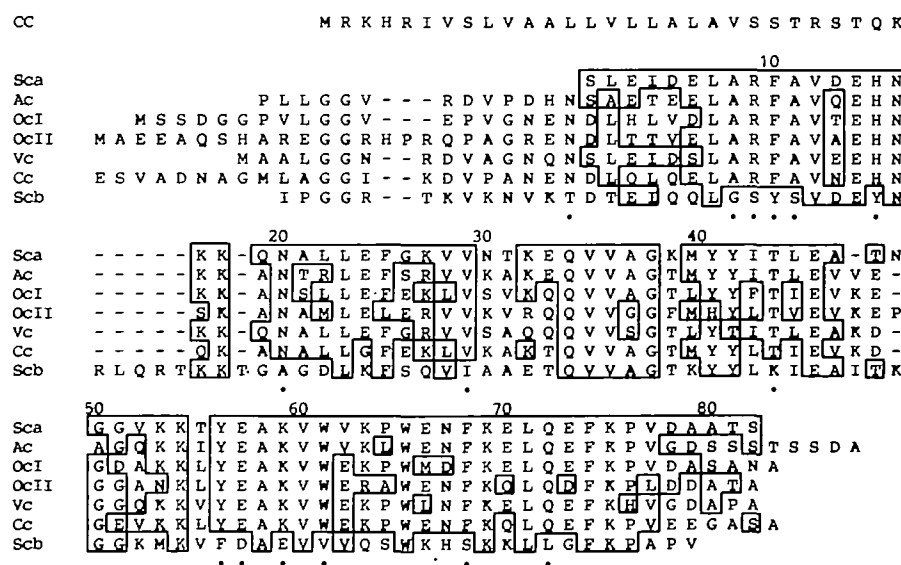 CC M R K H R I V S L V A A L L V L L A L A V S S T R S T Q K
10
Sca S L E I D E L A R F A V D E H N
Ac P L L G G V - - - R D V P D H N S A E T E E L A R F A V Q E H N
OcI M S S D G G P V L G G V - - - E P V G N E N D L H L V D L A R F A V T E H N
OcII M A E E A Q S H A R E G G R H P R Q P A G R E N D L T T V E L A R F A V A E H N
Vc M A A L G G N - - R D V A G N Q N S L E I D S L A R F A V E E H N
Cc E S V A D N A G M L A G G I - - K D V P A N E N D L Q L Q E L A R F A V N E H N
Scb I P G G R - - T K V K N V K T D T E I Q Q L G S Y S V D E Y N
20 30 40
Sca - - - - - K K - Q N A L L E F G K V V N T K E Q V V A G K M Y Y I T L E A - T N
Ac - - - - - K K - A N T R L E F S R V V K A K E Q V V A G T M Y Y I T L E V V E -
OcI - - - - - K K - A N S L L E F E K L V S V K Q Q V V A G T L Y Y F T I E V K E -
OcII - - - - - S K - A N A M L E L E R V V K V R Q Q V V G G F M H Y L T V E V K E P
Vc - - - - - K K - Q N A L L E F G R V V S A Q Q Q V V S G T L Y T I T L E A K D -
Cc - - - - - Q K - A N A L L G F E K L V K A K T Q V V A G T M Y Y L T I E V K D -
Scb R L Q R T K K T G A G D L K F S Q V I A A E T Q V V A G T K Y Y L K I E A I T K
50 60 70 80
Sca G G V K K T Y E A K V W V K P W E N F K E L Q E F K P V D A A T S
Ac A G Q K K I Y E A K V W V K L W E N F K E L Q E F K P V G D S S S T S S D A
OcI G D A K K L Y E A K V W E K P W M D F K E L Q E F K P V D A S A N A
OcII G G A N K L Y E A K V W E R A W E N F K Q L Q D F K P L D D A T A
Vc G G Q K K V Y E A K V W E K P W L N F K E L Q E F K H V G D A P A
Cc G E V K K L Y E A K V W E K P W E N F K Q L Q E F K P V E E G A S A
Scb G G K M K V F D A E V V V Q S W K H S K K L L G F K P A P V